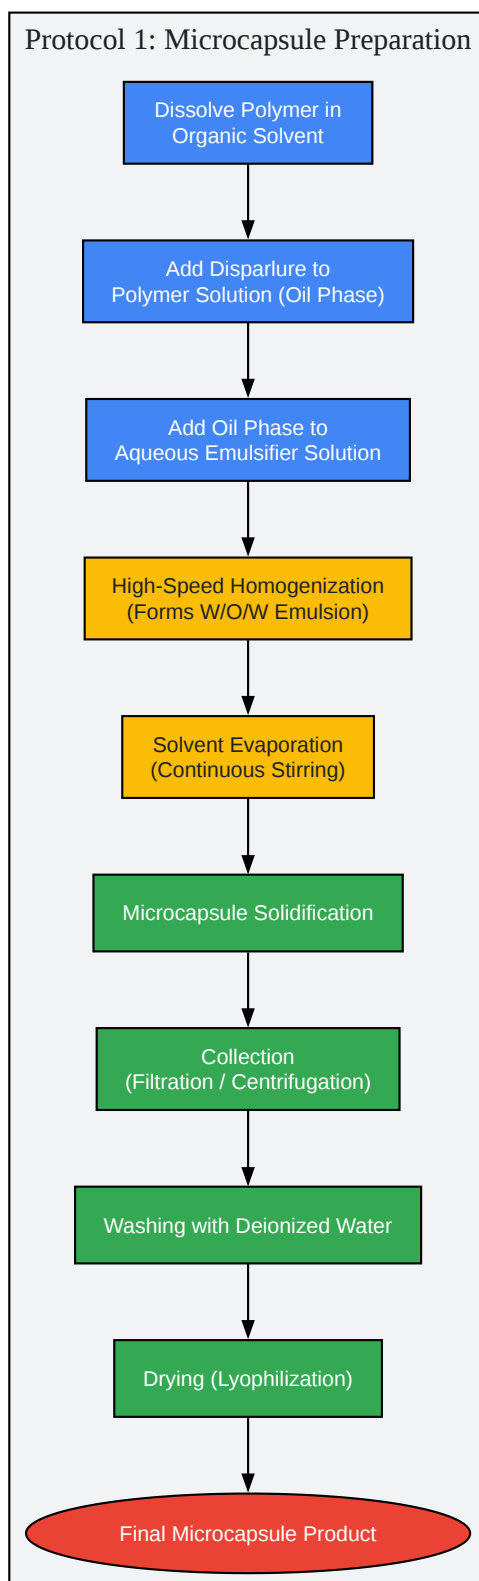 Protocol 1: Microcapsule Preparation
Dissolve Polymer in
Organic Solvent
Add Disparlure to
Polymer Solution (Oil Phase)
Add Oil Phase to
Aqueous Emulsifier Solution
High-Speed Homogenization
(Forms W/O/W Emulsion)
Solvent Evaporation
(Continuous Stirring)
Microcapsule Solidification
Collection
(Filtration / Centrifugation)
Washing with Deionized Water
Drying (Lyophilization)
Final Microcapsule Product